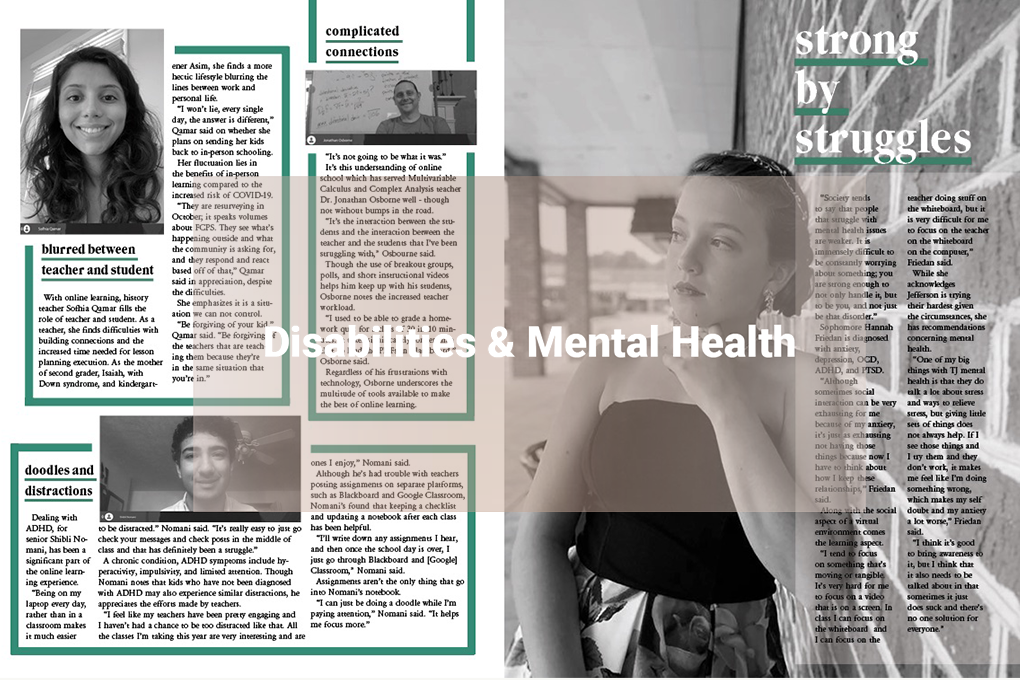 blurred between
teacher and student
With online learning, history
teacher Sofhia Qamar fills the
role of teacher and student. As a
teacher, she finds difficulties with
building connections and the
increased time needed for lesson
planning execution. As the mother
of second grader, Isaiah, with
Down syndrome, and kindergart-
ener Asim, she finds a more
hectic lifestyle blurring the
lines between work and
personal life.
"I won't lie, every single
day, the answer is different,"
Qamar said on whether she
plans on sending her kids
back to in-person schooling.
Her fluctuation lies in
the benefits of in-person
learning compared to the
increased risk of COVID-19.
"They are resurveying in
October; it speaks volumes
about FCPS. They see what's
happening outside and what
the community is asking for,
and they respond and react
based off of that," Qamar
said in appreciation, despite
the difficulties.
She emphasizes it is a situ-
ation we can not control.
"Be forgiving of your kid."
Qamar said. "Be forgiving of
the teachers that are teach-
ing them because they're
in the same situation that
you're in."
complicated
connections
"It's not going to be what it was."
It's this understanding of online
school which has served Multivariable
Calculus and Complex Analysis teacher
Dr. Jonathan Osborne well - though
not without bumps in the road.
"It's the interaction between the stu-
dents and the interaction between the
teacher and the students that I've been
struggling with," Osbourne said.
Though the use of breakout groups,
polls, and short instructional videos
helps him keep up with his students,
Osborne notes the increased teacher
workload.
"I used to be able to grade a home-
Osborne said.
Regardless of his frustrations with
technology, Osborne underscores the
multitude of tools available to make
the best of online learning.
doodles and
distractions
Dealing with
ADHD, for
senior Shibli No-
mani, has been a
significant part of
the online learn-
ing experience.
"Being on my
laptop every day,
rather than in a
classroom makes
it much easier
to be distracted." Nomani said. "It's really easy to just go
check your messages and check posts in the middle of
class and that has definitely been a struggle."
A chronic condition, ADHD symptoms include hy-
peractivity, impulsivity, and limited attention. Though
Nomani notes that kids who have not been diagnosed
with ADHD may also experience similar distractions, he
appreciates the efforts made by teachers.
"I feel like my teachers have been pretty engaging and
I haven't had a chance to be too distracted like that. All
the classes I'm taking this year are very interesting and are
ones I enjoy," Nomani said.
Although he's had trouble with teachers
posting assignments on separate platforms,
such as Blackboard and Google Classroom,
Nomani's found that keeping a checklist
and updating a notebook after each class
has been helpful.
"I'll write down any assignments I hear,
and then once the school day is over, I
just go through Blackboard and [Google]
Classroom," Nomani said.
Assignments aren't the only thing that go
into Nomani's notebook.
"I can just be doing a doodle while I'm
paying attention," Nomani said. "It helps
me focus more."
Disabilities & Mental Health
strong
by
struggles
"Society tends
to say that people
that struggle with
mental health issues
are weaker. It is
immensely difficult to
be constantly worrying
about something; you
are strong enough to
not only handle it, but
to be you, and not just
be that disorder."
Sophomore Hannah
Friedan is diagnosed
with anxiety,
depression, OCD,
ADHD, and PTSD.
"Although
sometimes social
interaction can be very
exhausting for me
because of my anxiety,
it's just as exhausting
not having those
things because now I
have to think about
how I keep these
relationships," Friedan
said.
Along with the social
aspect of a virtual
environment comes
the learning aspect.
"I tend to focus
on something that's
moving or tangible.
It's very hard for me
to focus on a video
that is on a screen. In
class I can focus on
the whiteboard and
I can focus on the
teacher doing stuff on
the whiteboard, but it
is very difficult for me
to focus on the teacher
on the whiteboard
on the computer,"
Friedan said.
While she
acknowledges
Jefferson is trying
their hardest given
the circumstances, she
has recommendations
concerning mental
health.
"One of my big
things with TJ mental
health is that they do
talk a lot about stress
and ways to relieve
stress, but giving little
sets of things does
not always help. If I
see those things and
I try them and they
don't work, it makes
me feel like I'm doing
something wrong,
which makes my self
doubt and my anxiety
a lot worse," Friedan
said.
"I think it's good
to bring awareness to
it, but I think that
it also needs to be
talked about in that
sometimes it just
does suck and there's
no one solution for
everyone."